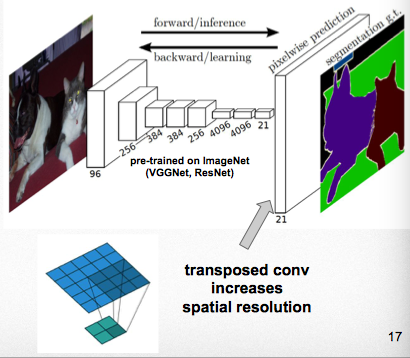 forward/inference
backward/learning
pixelwise prediction
segmentation g.t.
96
256
384
384
256
4096
4096
21
pre-trained on ImageNet
(VGGNet, ResNet)
21
transposed conv
increases
spatial resolution
17